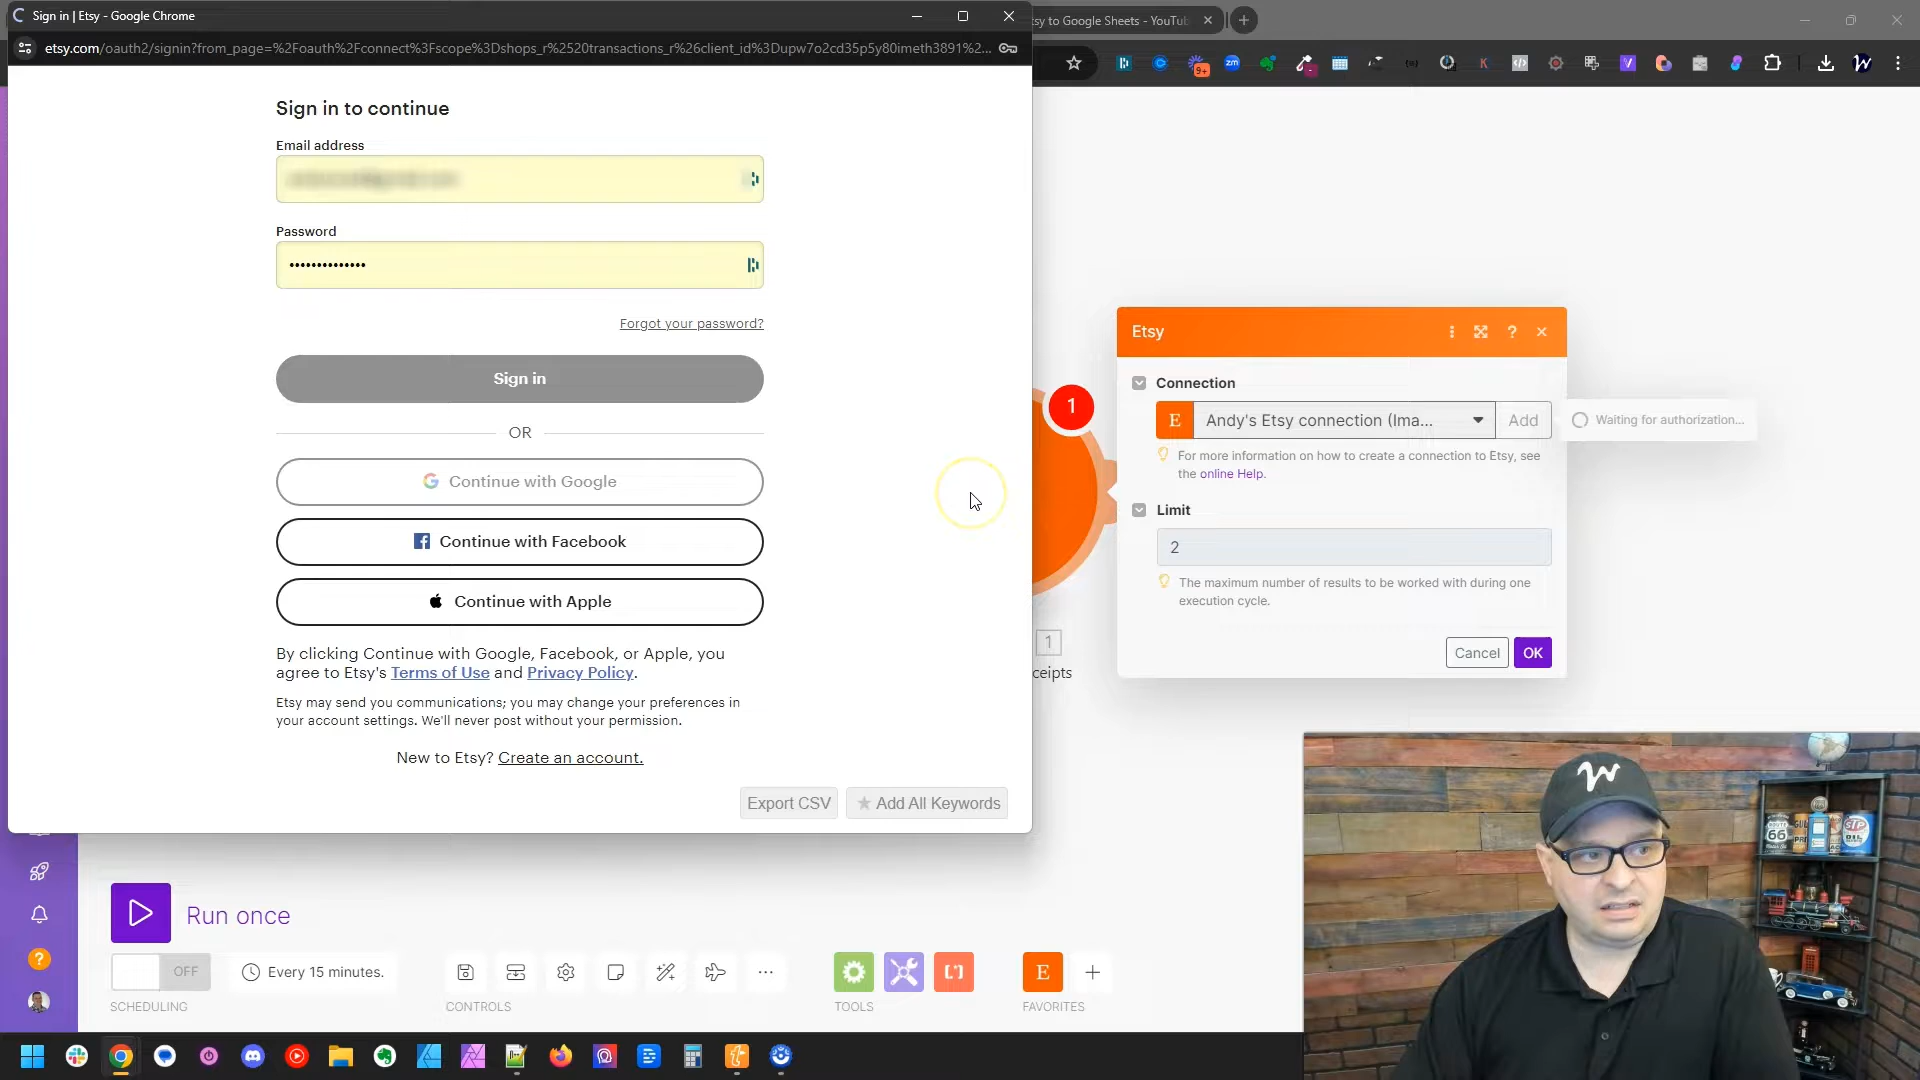 Sign in | Etsy - Google Chrome
sy to Google Sheets - YouTub
etsy.com/oauth2/signin?from_page=%2Foauth%2Fconnect%3Fscope%3Dshops_r%2520transactions_r%26client_id%3Dupw7o2cd35p5y80imeth3891%2...
9+
zm
Sign in to continue
Email address
Password
••••••••••••••
Forgot your password?
Sign in
OR
Continue with Google
Continue with Facebook
Continue with Apple
By clicking Continue with Google, Facebook, or Apple, you
agree to Etsy's Terms of Use and Privacy Policy.
Etsy may send you communications; you may change your preferences in
your account settings. We'll never post without your permission.
New to Etsy? Create an account.
Export CSV
★ Add All Keywords
Etsy
Connection
1
E
Andy's Etsy connection (Ima...
Add
Waiting for authorization...
For more information on how to create a connection to Etsy, see
the online Help.
Limit
2
The maximum number of results to be worked with during one
execution cycle.
Cancel
OK
1
ceipts
Run once
OFF
Every 15 minutes.
SCHEDULING
CONTROLS
TOOLS
E
FAVORITES
ROUTE
66
STP
OIL